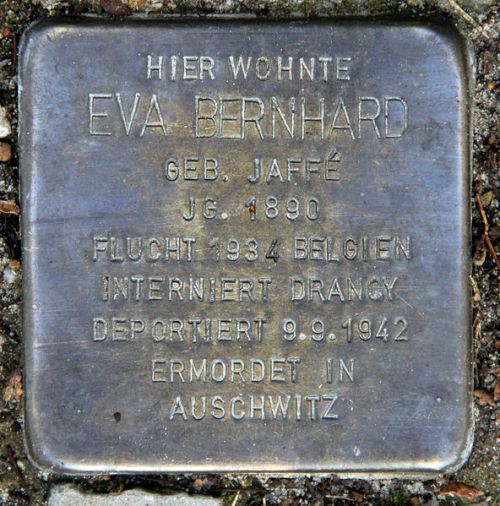 HIER WOHNTE
EVA BERNHARD
GEB. JAFFÉ
JG. 1890
FLUCHT 1934 BELGIEN
INTERNIERT DRANCY
DEPORTIERT 9.9.1942
ERMORDET IN
AUSCHWITZ